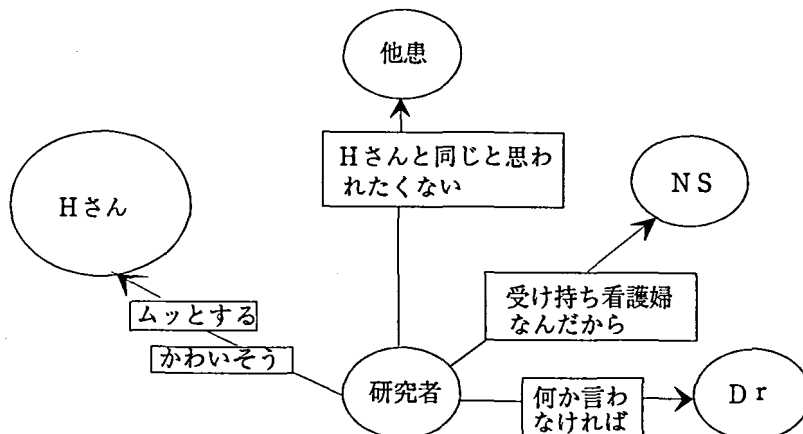 他患
Hさんと同じと思わ
れたくない
NS
Hさん
受け持ち看護婦
なんだから
ムッとする
かわいそう
研究者
何か言わ
なければ
Dr